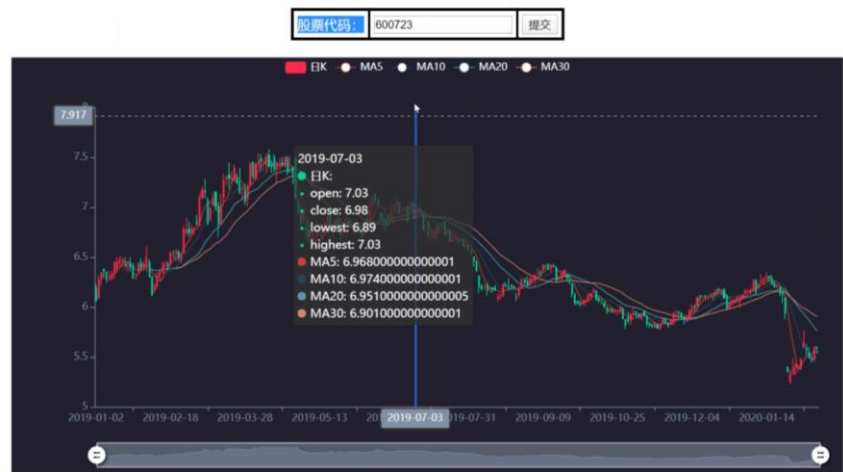 股票代码： 600723 提交
日K MA5 MA10 MA20 MA30
7.917
7.5
7
6.5
6
5.5
5
2019-07-03
日K:
open: 7.03
close: 6.98
lowest: 6.89
highest: 7.03
MA5: 6.968000000000001
MA10: 6.974000000000001
MA20: 6.9510000000000005
MA30: 6.901000000000001
2019-01-02 2019-02-18 2019-03-28 2019-05-13 2019-07-03 2019-07-31 2019-09-09 2019-10-25 2019-12-04 2020-01-14